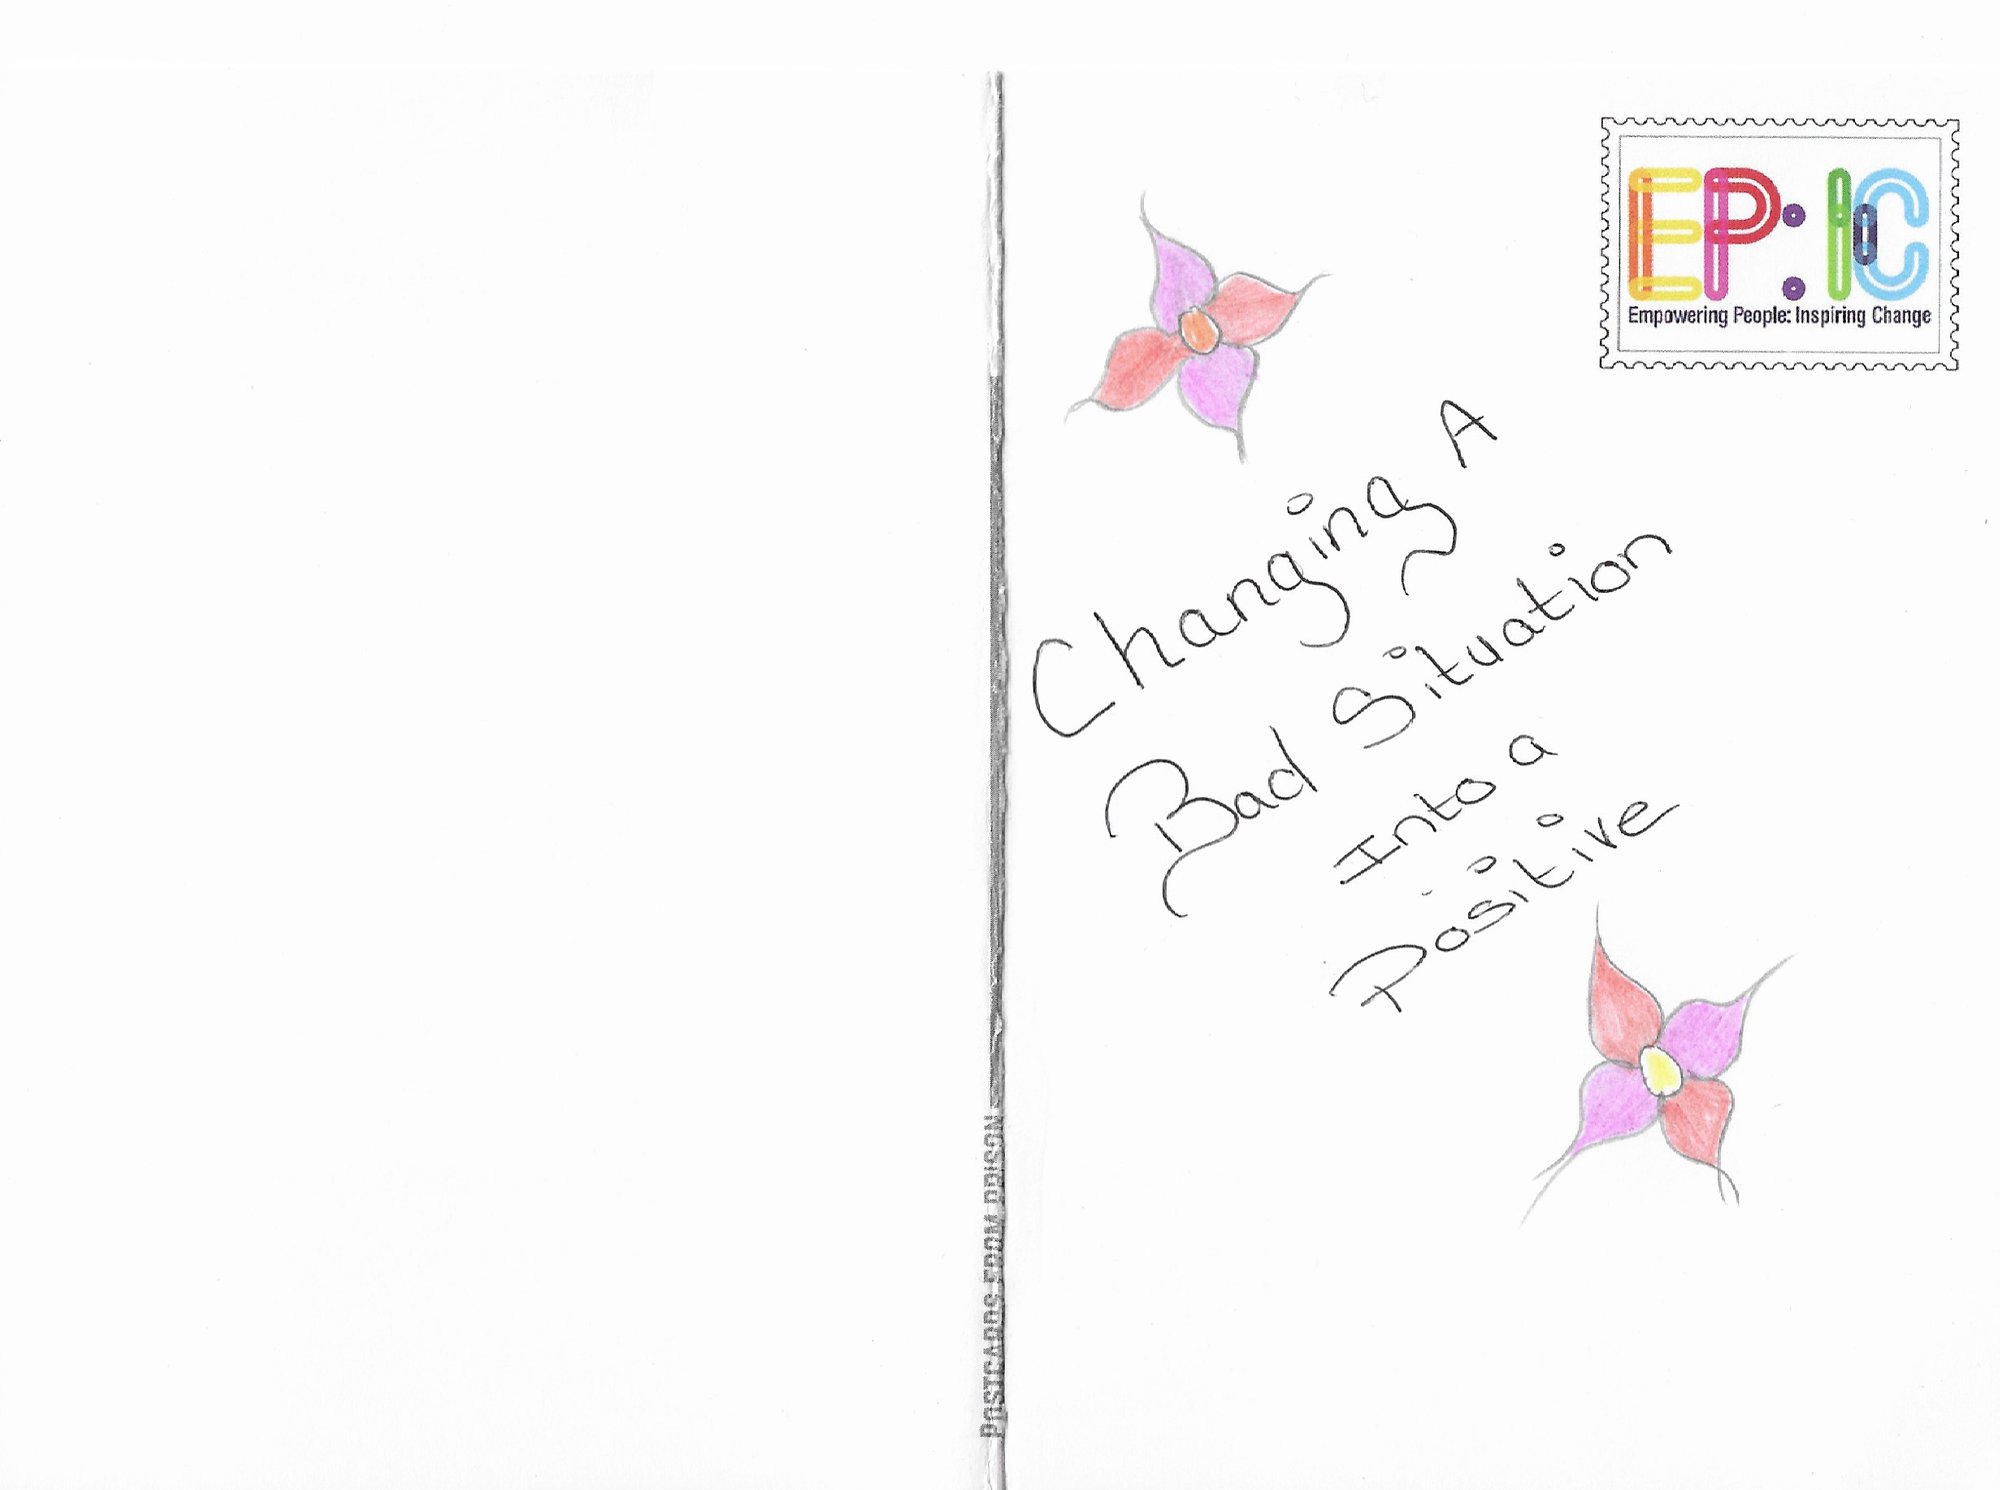 POSTCARDS FROM PRISON
EP:IC
Empowering People: Inspiring Change
Changing A
Bad Situation
Into a
Positive